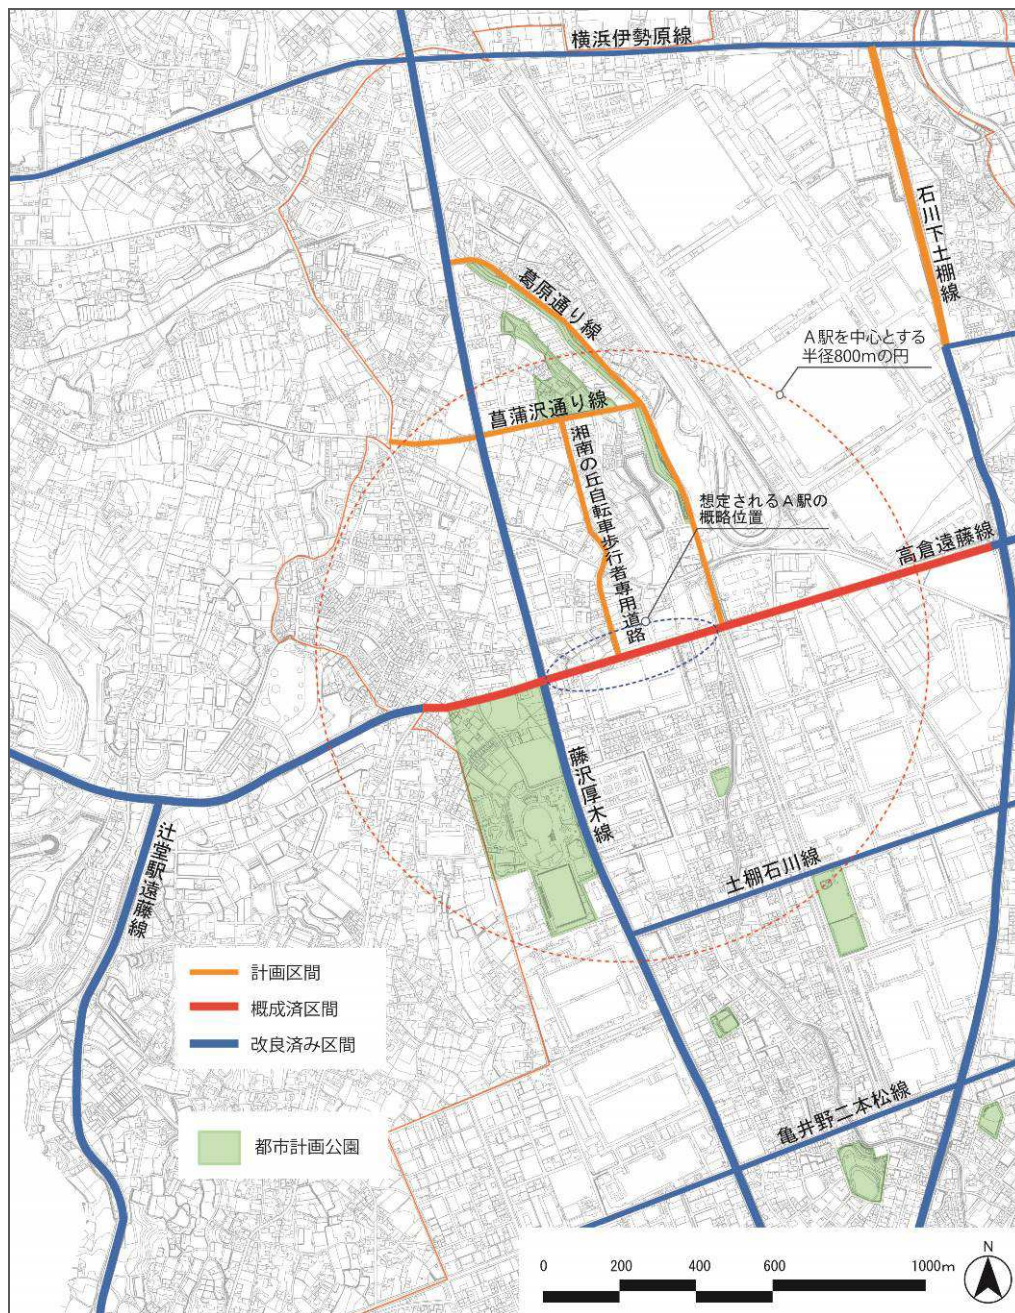 横浜伊勢原線
石川下土棚線
葛原通り線
A駅を中心とする
半径800mの円
菖蒲沢通り線
湘南の丘自転車歩行者専用道路
想定されるA駅の
概略位置
高倉遠藤線
藤沢厚木線
土棚石川線
辻堂駅遠藤線
計画区間
概成済区間
改良済み区間
都市計画公園
亀井野二本松線
0 200 400 600 1000m
N